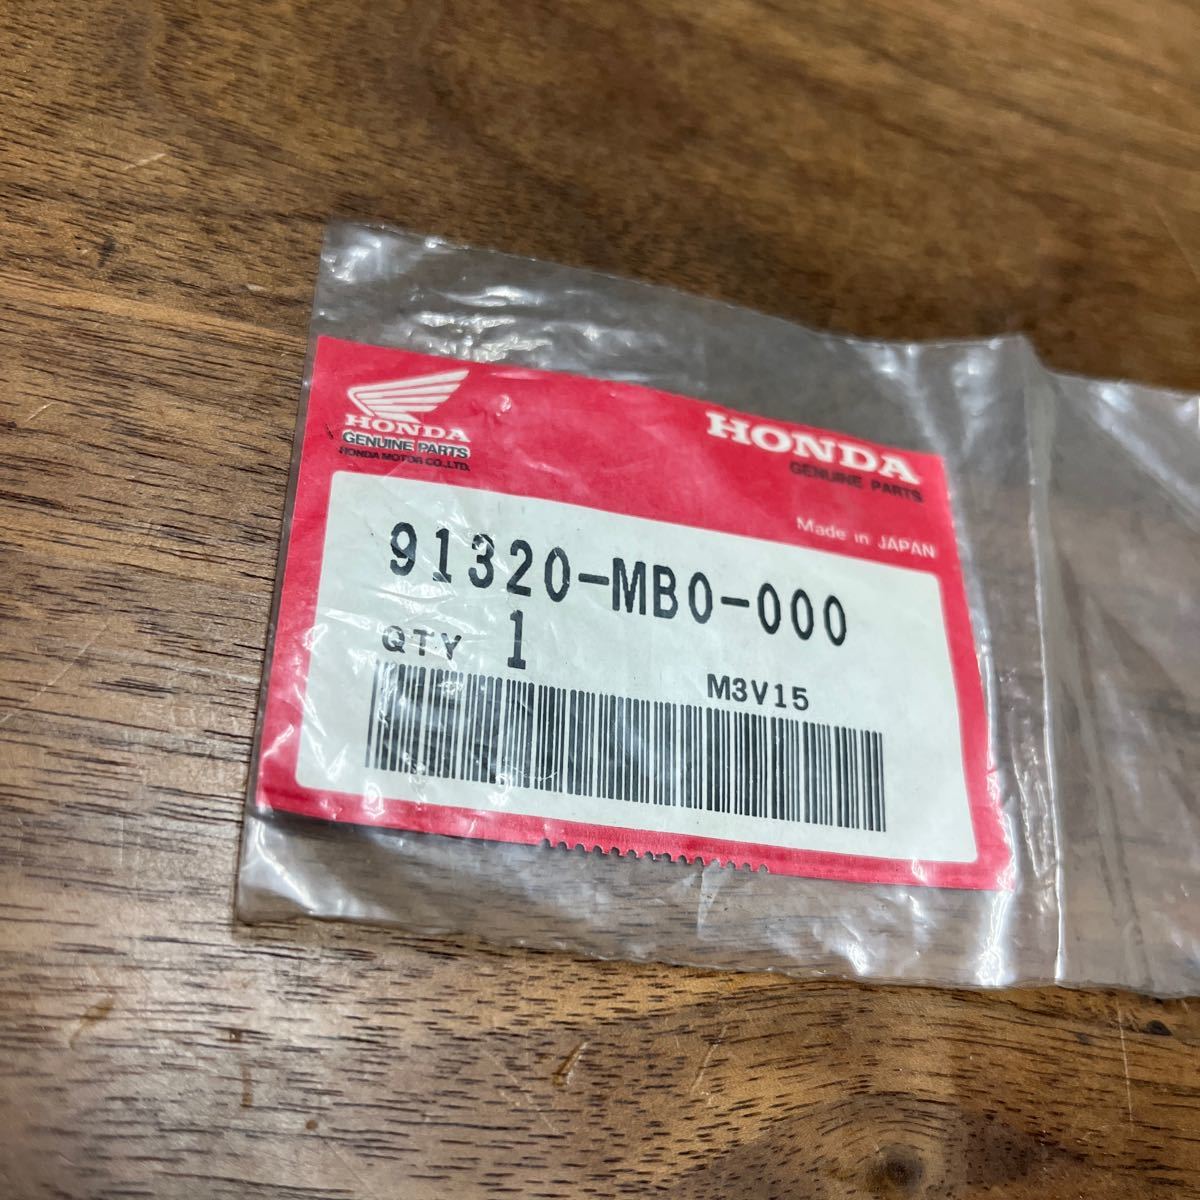 HONDA
GENUINE PARTS
HONDA MOTOR CO.,LTD.
HONDA
GENUINE PARTS
Made in JAPAN
91320-MB0-000
QTY 1
M3V15